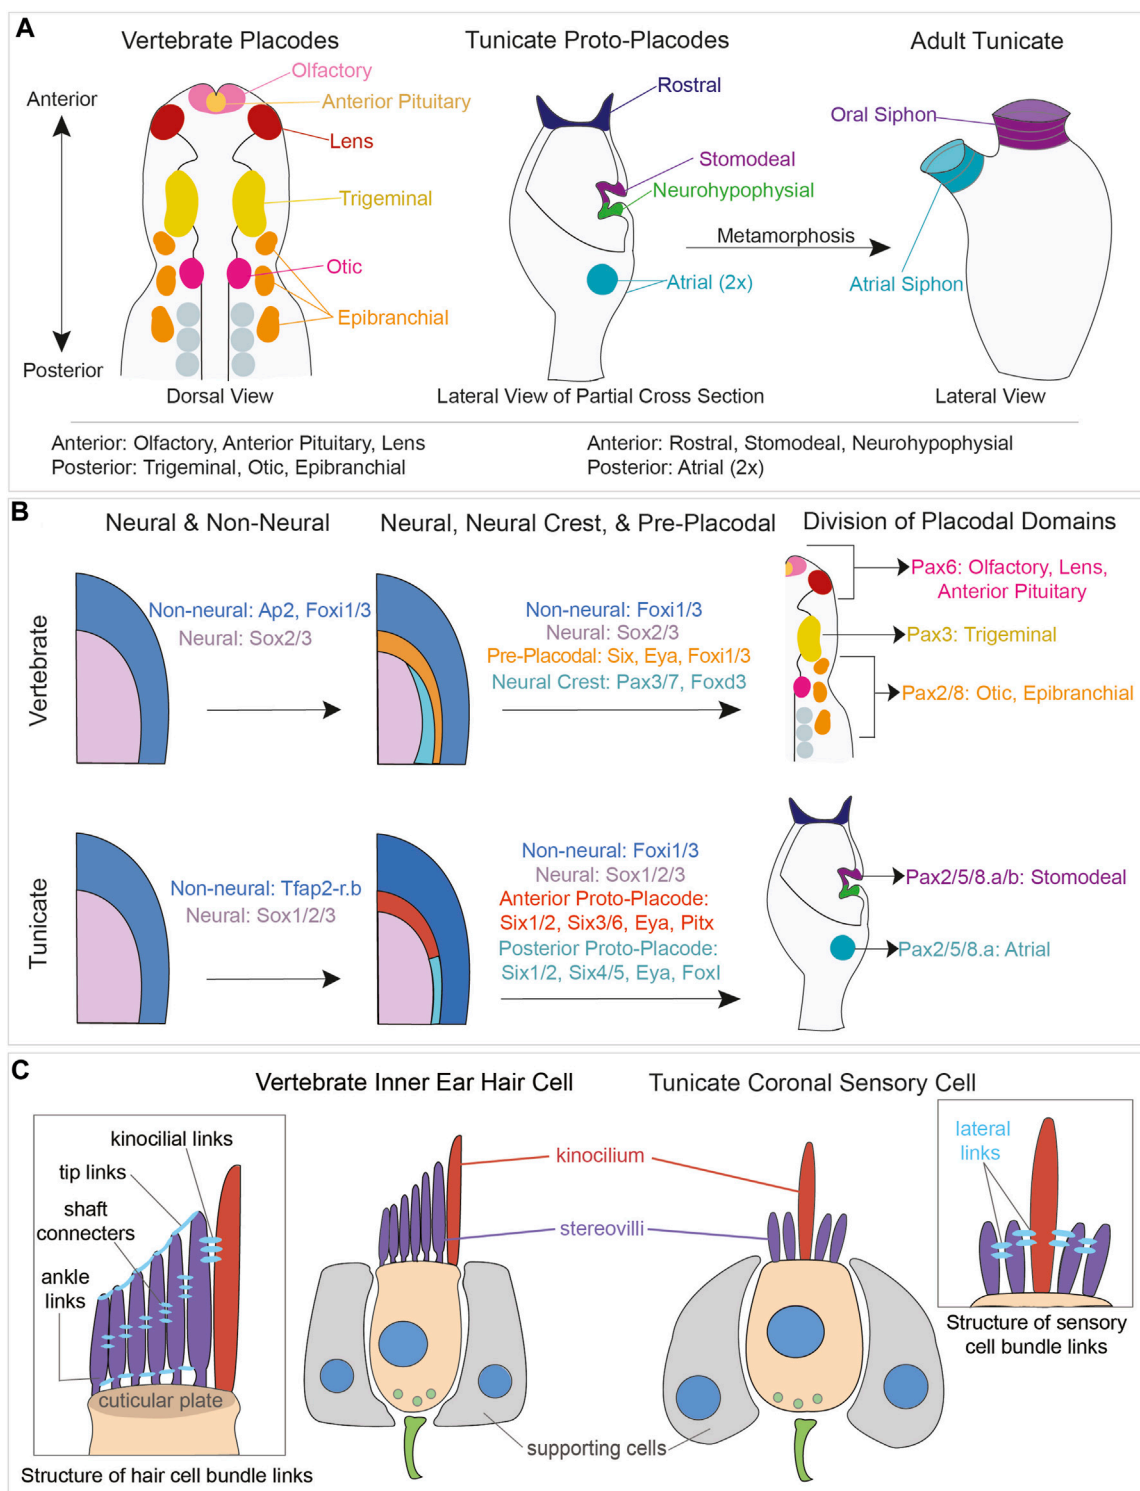 A
Vertebrate Placodes
Tunicate Proto-Placodes
Adult Tunicate
Anterior
Posterior
Olfactory
Anterior Pituitary
Lens
Trigeminal
Otic
Epibranchial
Dorsal View
Rostral
Stomodeal
Neurohypophysial
Atrial (2x)
Metamorphosis
Lateral View of Partial Cross Section
Oral Siphon
Atrial Siphon
Lateral View
Anterior: Olfactory, Anterior Pituitary, Lens
Posterior: Trigeminal, Otic, Epibranchial
Anterior: Rostral, Stomodeal, Neurohypophysial
Posterior: Atrial (2x)
B
Neural & Non-Neural
Neural, Neural Crest, & Pre-Placodal
Division of Placodal Domains
Vertebrate
Non-neural: Ap2, Foxi1/3
Neural: Sox2/3
Non-neural: Foxi1/3
Neural: Sox2/3
Pre-Placodal: Six, Eya, Foxi1/3
Neural Crest: Pax3/7, Foxd3
Pax6: Olfactory, Lens,
Anterior Pituitary
Pax3: Trigeminal
Pax2/8: Otic, Epibranchial
Tunicate
Non-neural: Tfap2-r.b
Neural: Sox1/2/3
Non-neural: Foxi1/3
Neural: Sox1/2/3
Anterior Proto-Placode:
Six1/2, Six3/6, Eya, Pitx
Posterior Proto-Placode:
Six1/2, Six4/5, Eya, FoxI
Pax2/5/8.a/b: Stomodeal
Pax2/5/8.a: Atrial
C
Vertebrate Inner Ear Hair Cell
Tunicate Coronal Sensory Cell
kinocilial links
tip links
shaft
connecters
ankle
links
cuticular plate
Structure of hair cell bundle links
kinocilium
stereovilli
supporting cells
lateral
links
Structure of sensory
cell bundle links